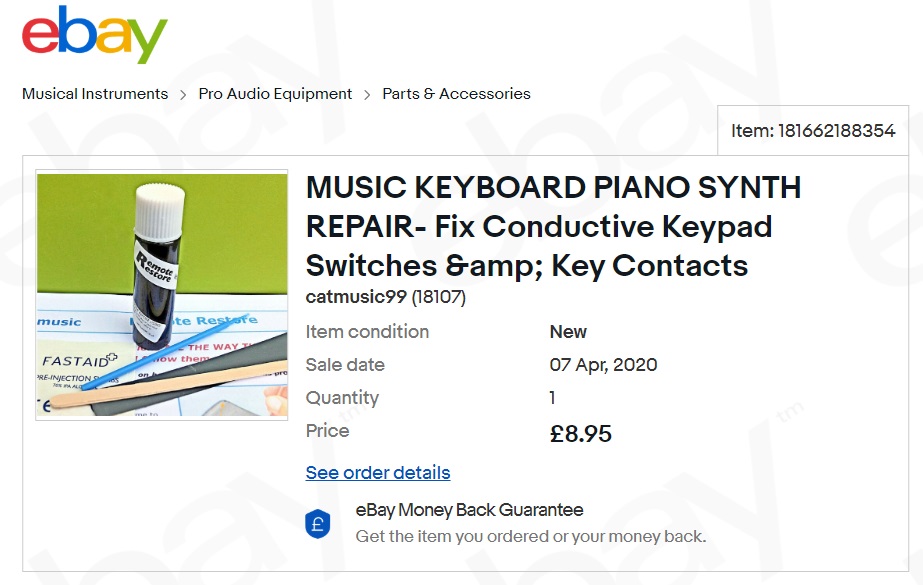 ebay
Musical Instruments > Pro Audio Equipment > Parts & Accessories
Item: 181662188354
MUSIC KEYBOARD PIANO SYNTH
REPAIR- Fix Conductive Keypad
Switches &amp; Key Contacts
catmusic99 (18107)
Item condition New
Sale date 07 Apr, 2020
Quantity 1
Price £8.95
See order details
eBay Money Back Guarantee
Get the item you ordered or your money back.
Remote
Restore
music
Restore
THE WAY
FASTAID
PRE-INJECTION